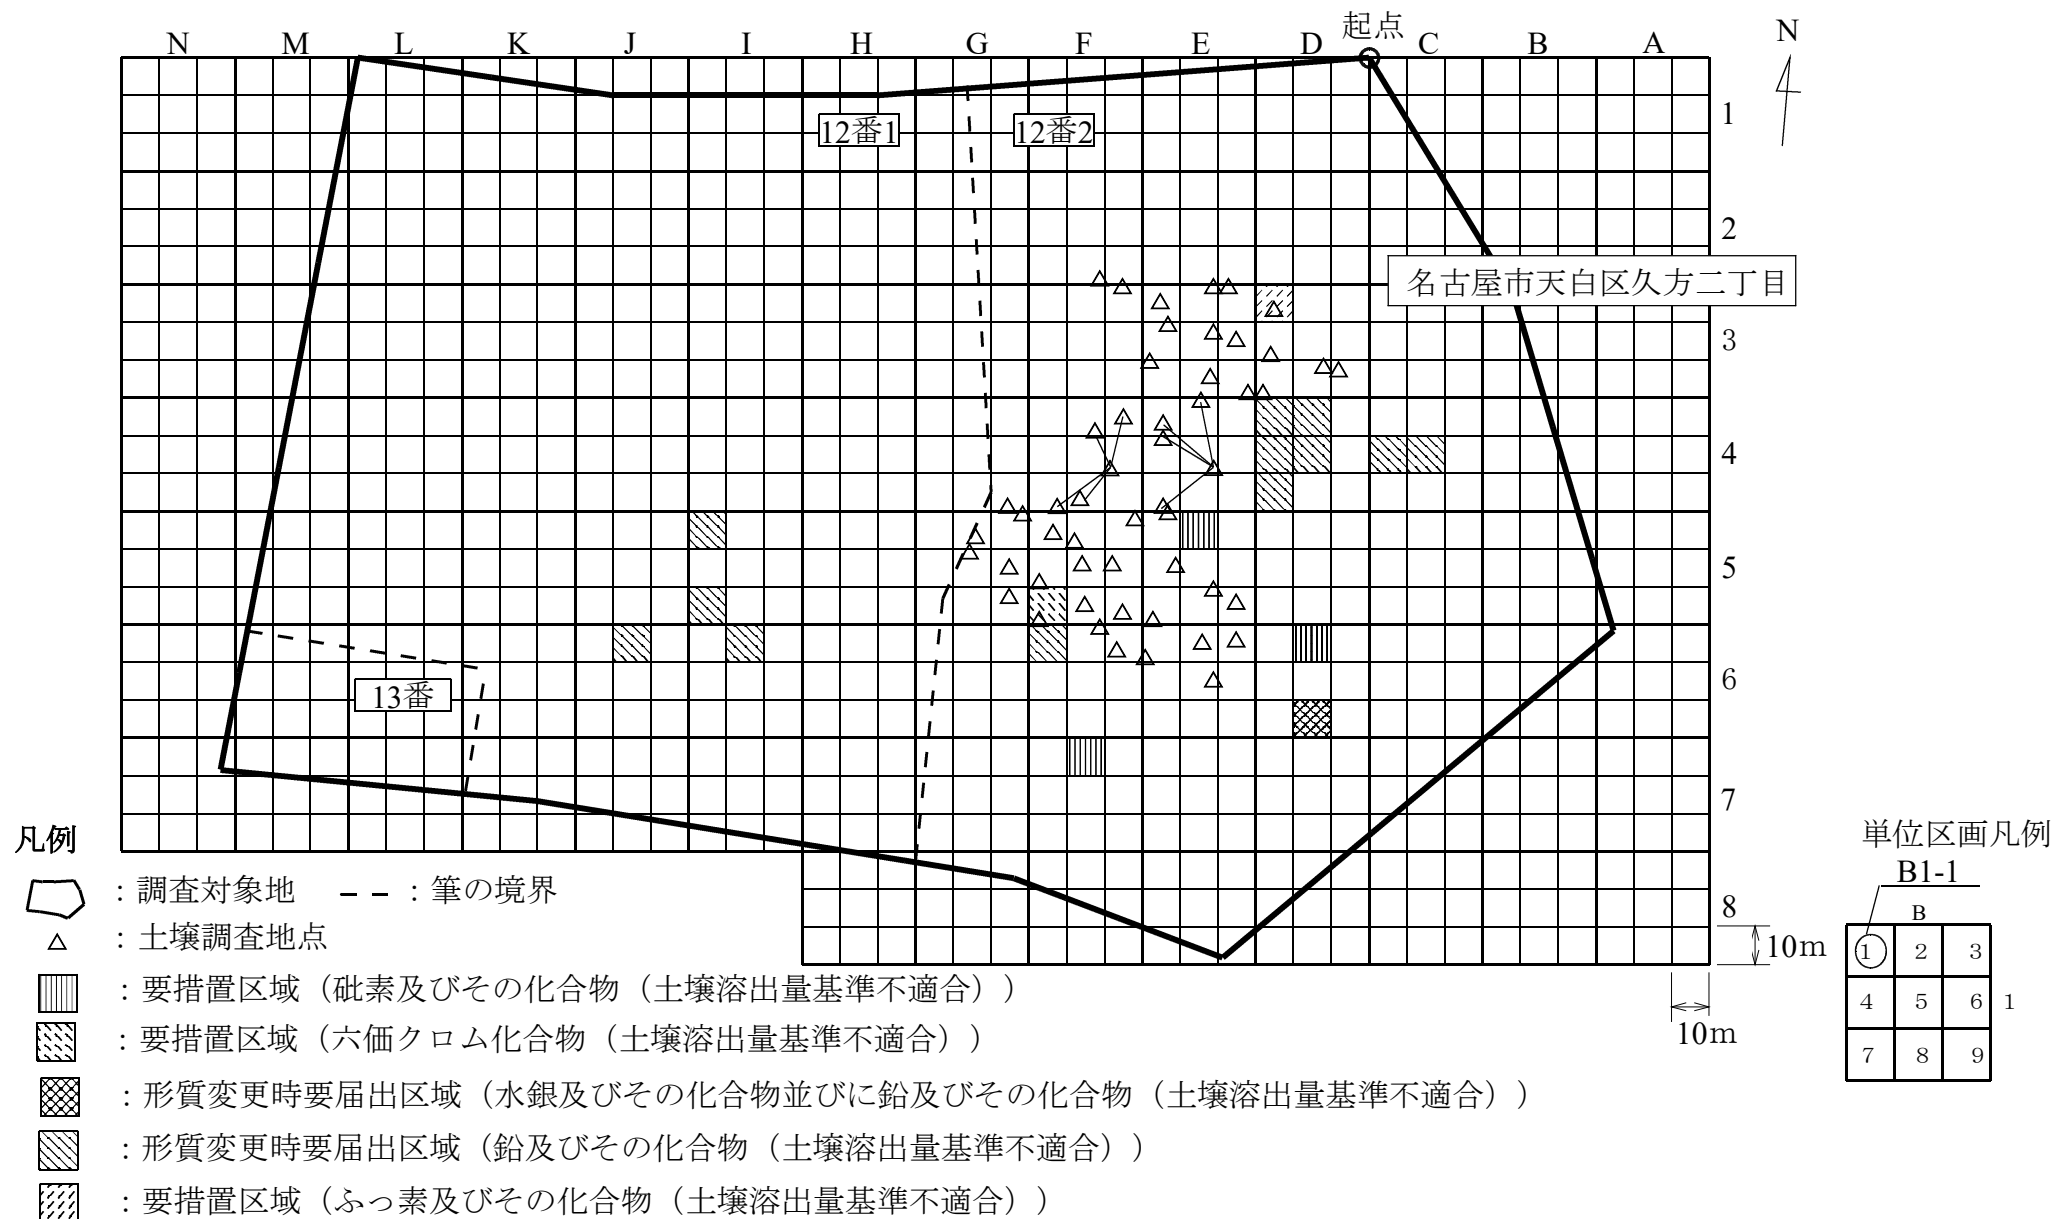 起点
N
N M L K J I H G F E D C B A
12番1
12番2
1
2
名古屋市天白区久方二丁目
3
4
5
6
13番
7
8
10m
10m
凡例
：調査対象地
：筆の境界
：土壌調査地点
：要措置区域（砒素及びその化合物（土壌溶出量基準不適合））
：要措置区域（六価クロム化合物（土壌溶出量基準不適合））
：形質変更時要届出区域（水銀及びその化合物並びに鉛及びその化合物（土壌溶出量基準不適合））
：形質変更時要届出区域（鉛及びその化合物（土壌溶出量基準不適合））
：要措置区域（ふっ素及びその化合物（土壌溶出量基準不適合））
単位区画凡例
B1-1
B
1 2 3
4 5 6 1
7 8 9